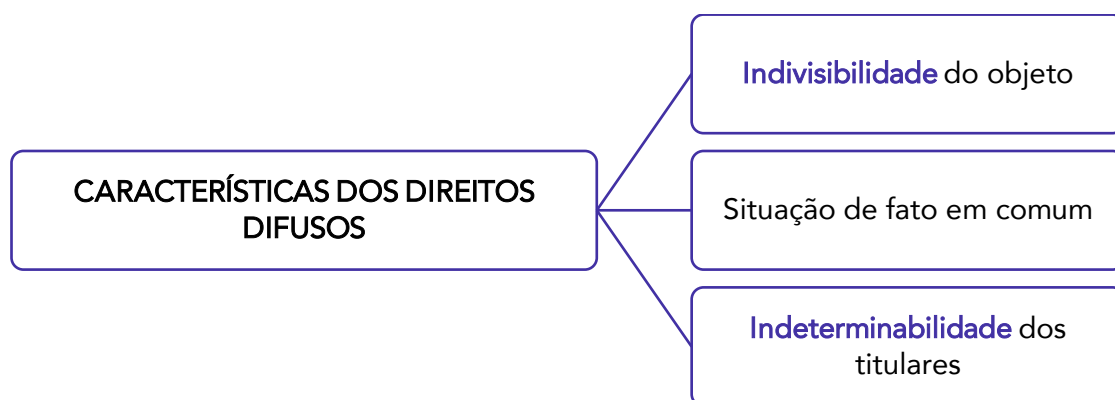 CARACTERÍSTICAS DOS DIREITOS
DIFUSOS
Indivisibilidade do objeto
Situação de fato em comum
Indeterminabilidade dos
titulares